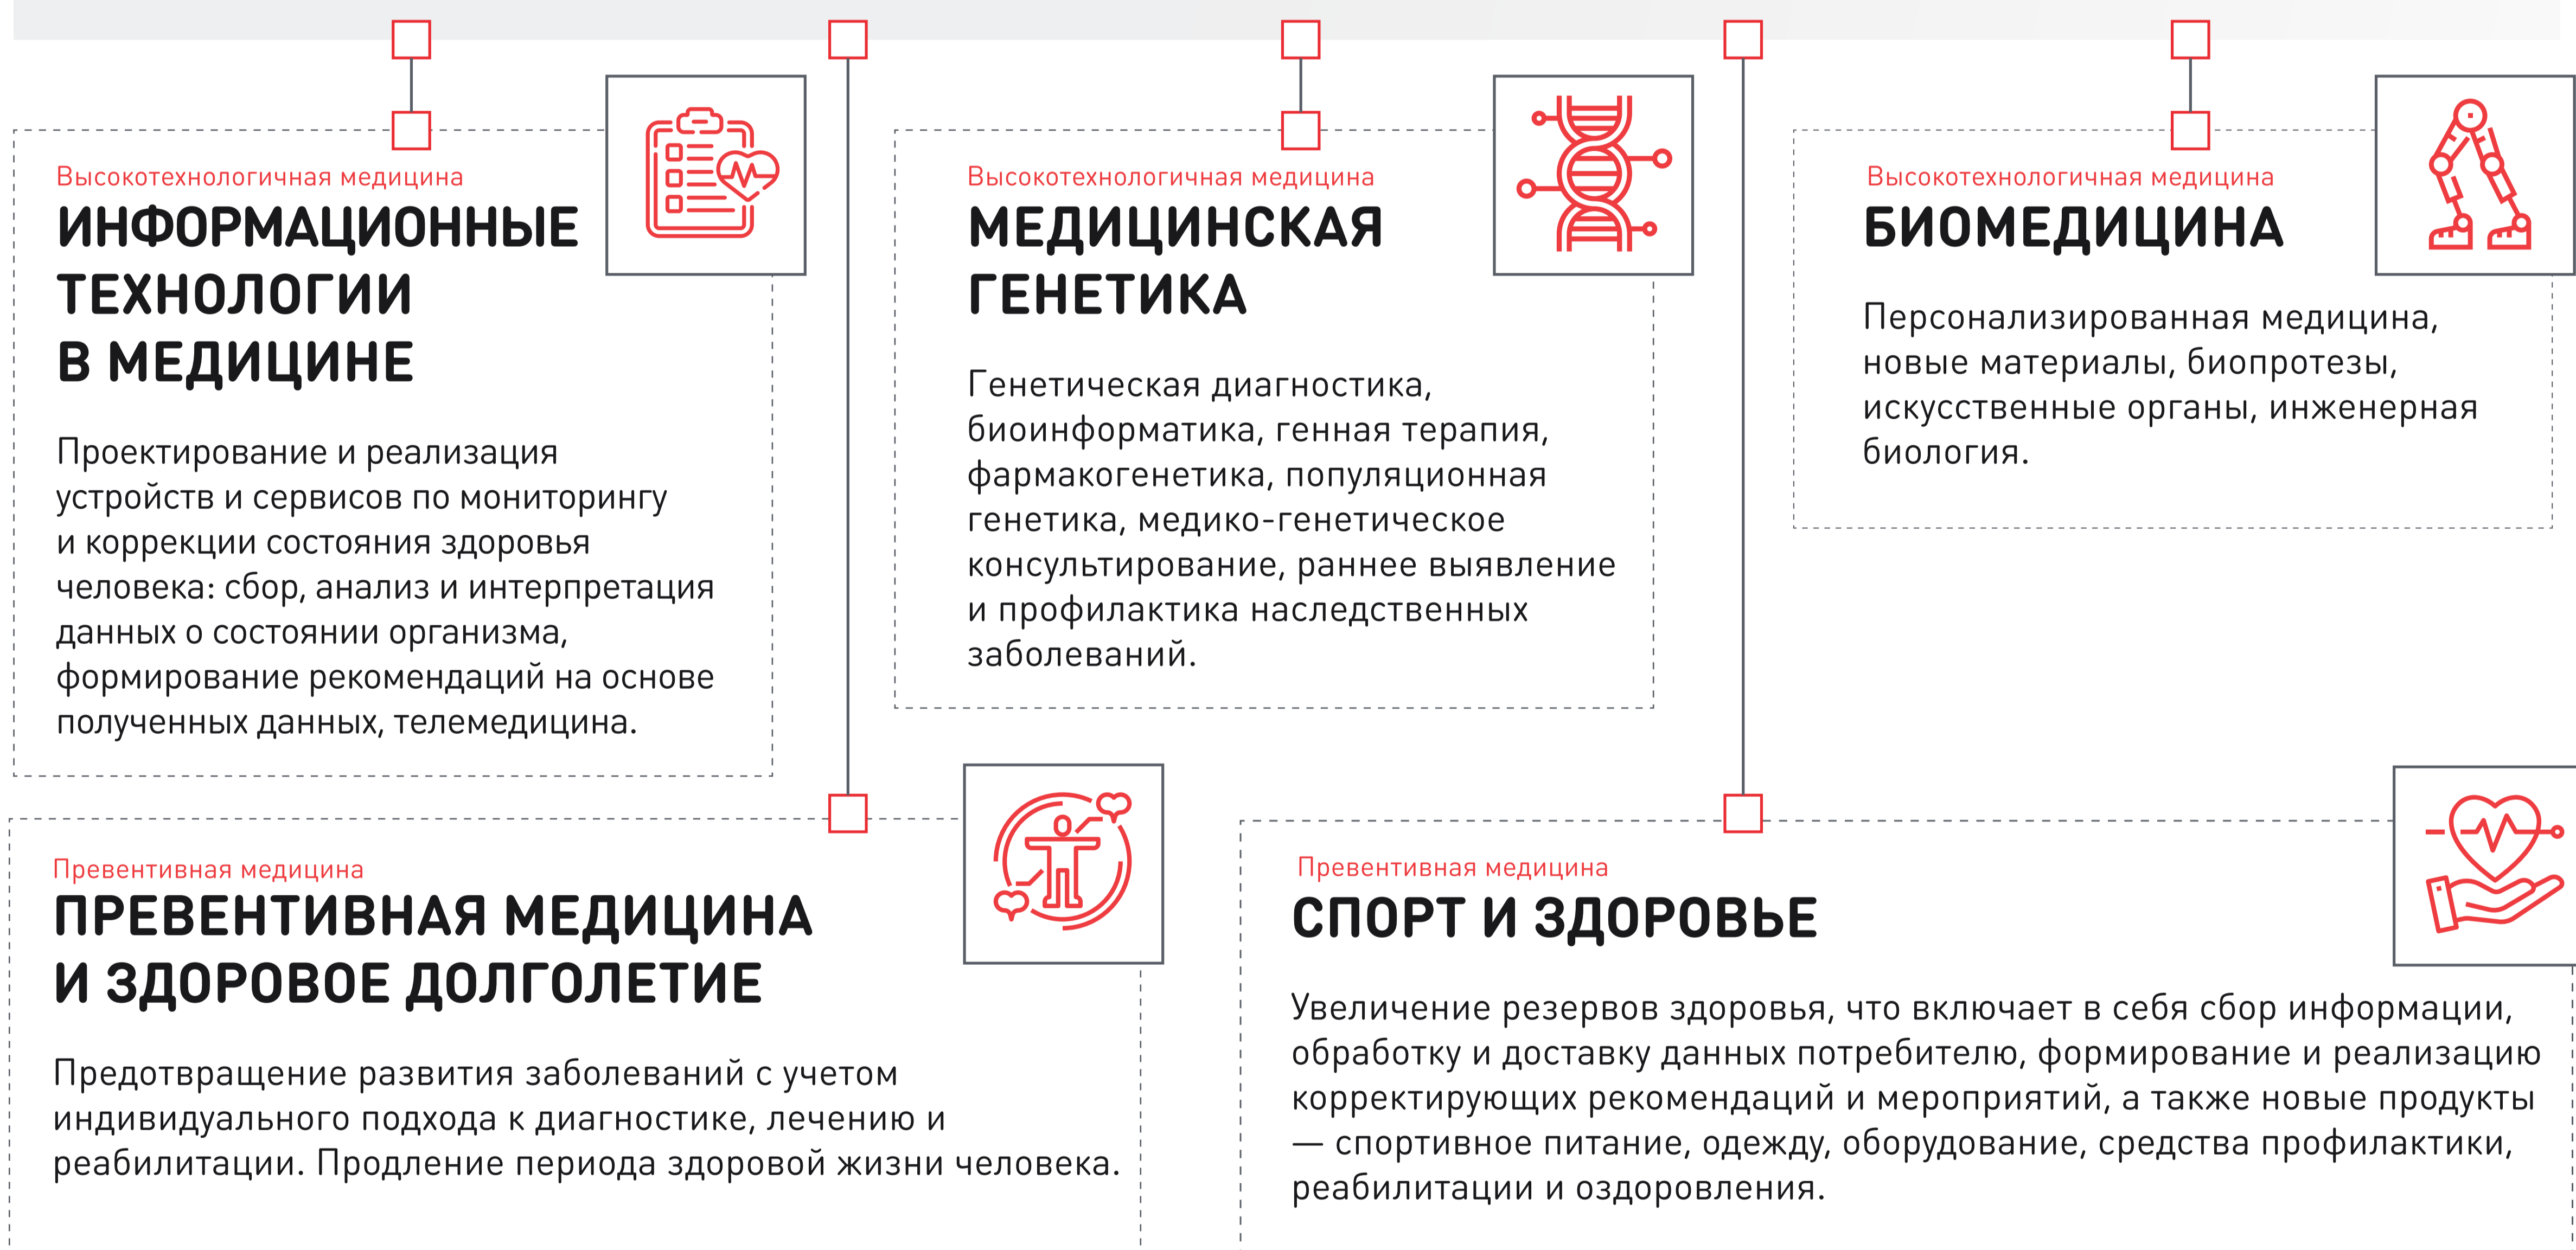 Высокотехнологичная медицина
ИНФОРМАЦИОННЫЕ
ТЕХНОЛОГИИ
В МЕДИЦИНЕ
Проектирование и реализация
устройств и сервисов по мониторингу
и коррекции состояния здоровья
человека: сбор, анализ и интерпретация
данных о состоянии организма,
формирование рекомендаций на основе
полученных данных, телемедицина.
Высокотехнологичная медицина
МЕДИЦИНСКАЯ
ГЕНЕТИКА
Генетическая диагностика,
биоинформатика, генная терапия,
фармакогенетика, популяционная
генетика, медико-генетическое
консультирование, раннее выявление
и профилактика наследственных
заболеваний.
Высокотехнологичная медицина
БИОМЕДИЦИНА
Персонализированная медицина,
новые материалы, биопротезы,
искусственные органы, инженерная
биология.
Превентивная медицина
ПРЕВЕНТИВНАЯ МЕДИЦИНА
И ЗДОРОВОЕ ДОЛГОЛЕТИЕ
Предотвращение развития заболеваний с учетом
индивидуального подхода к диагностике, лечению и
реабилитации. Продление периода здоровой жизни человека.
Превентивная медицина
СПОРТ И ЗДОРОВЬЕ
Увеличение резервов здоровья, что включает в себя сбор информации,
обработку и доставку данных потребителю, формирование и реализацию
корректирующих рекомендаций и мероприятий, а также новые продукты
— спортивное питание, одежду, оборудование, средства профилактики,
реабилитации и оздоровления.